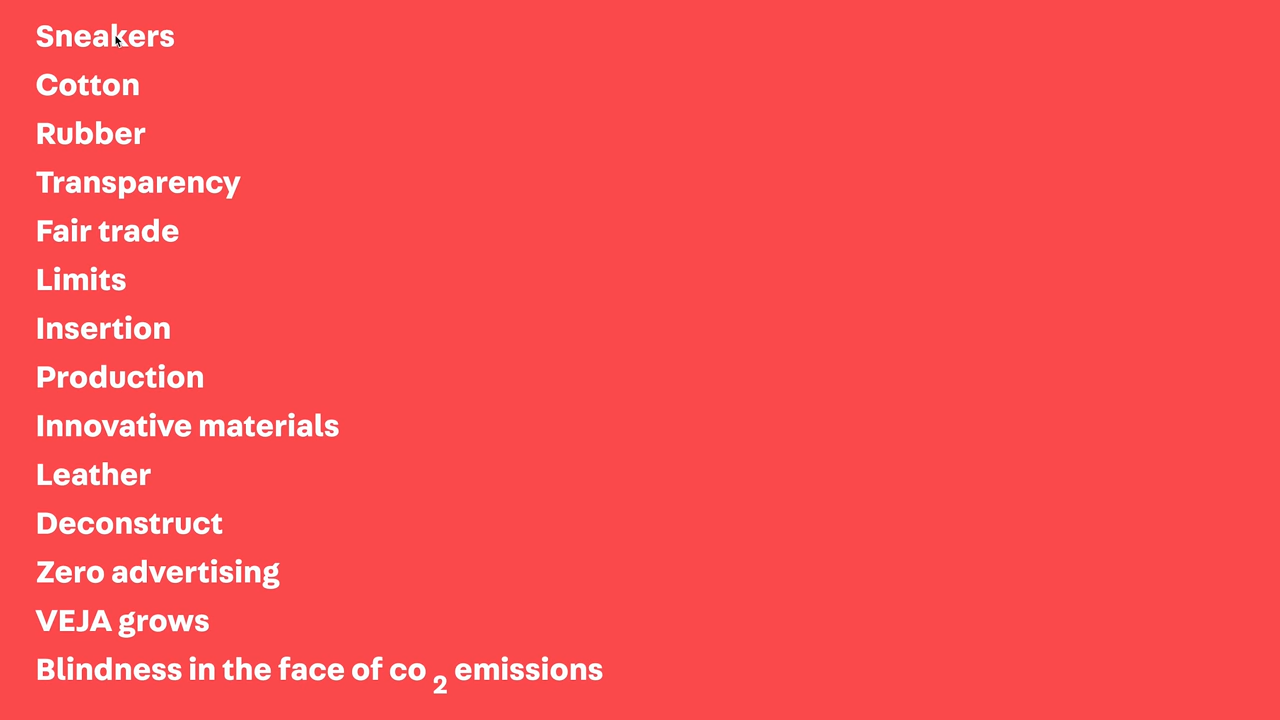 Sneakers
Cotton
Rubber
Transparency
Fair trade
Limits
Insertion
Production
Innovative materials
Leather
Deconstruct
Zero advertising
VEJA grows
Blindness in the face of co 2 emissions